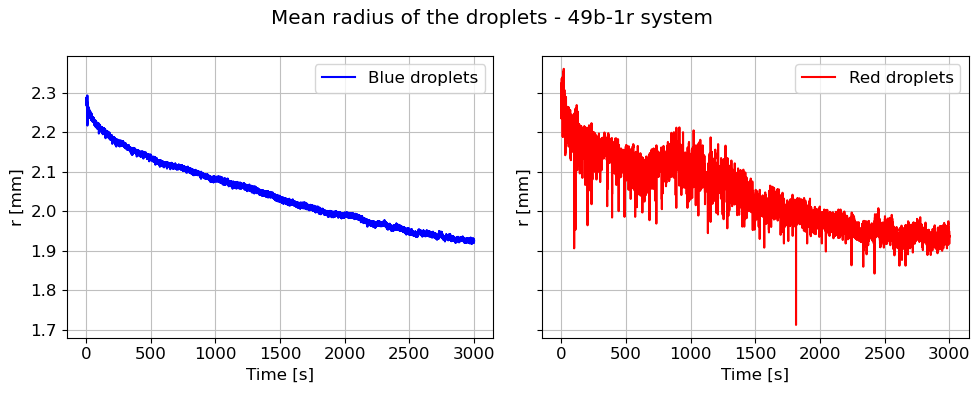 Mean radius of the droplets - 49b-1r system
Blue droplets
2.3
2.2
2.1
2.0
1.9
1.8
1.7
r [mm]
0 500 1000 1500 2000 2500 3000
Time [s]
Red droplets
r [mm]
0 500 1000 1500 2000 2500 3000
Time [s]